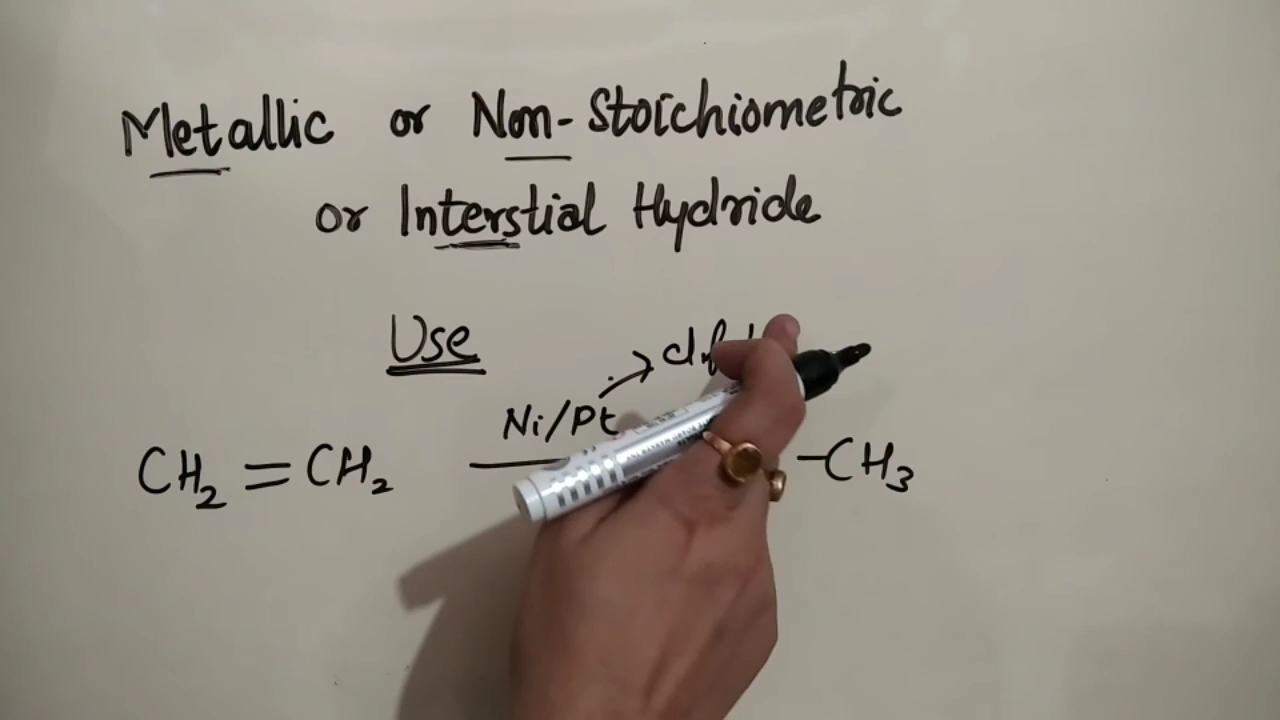 Metallic or Non-Stoichiometric
or Interstial Hydride
Use
Ni/Pt
CH₂=CH₂ -CH₃